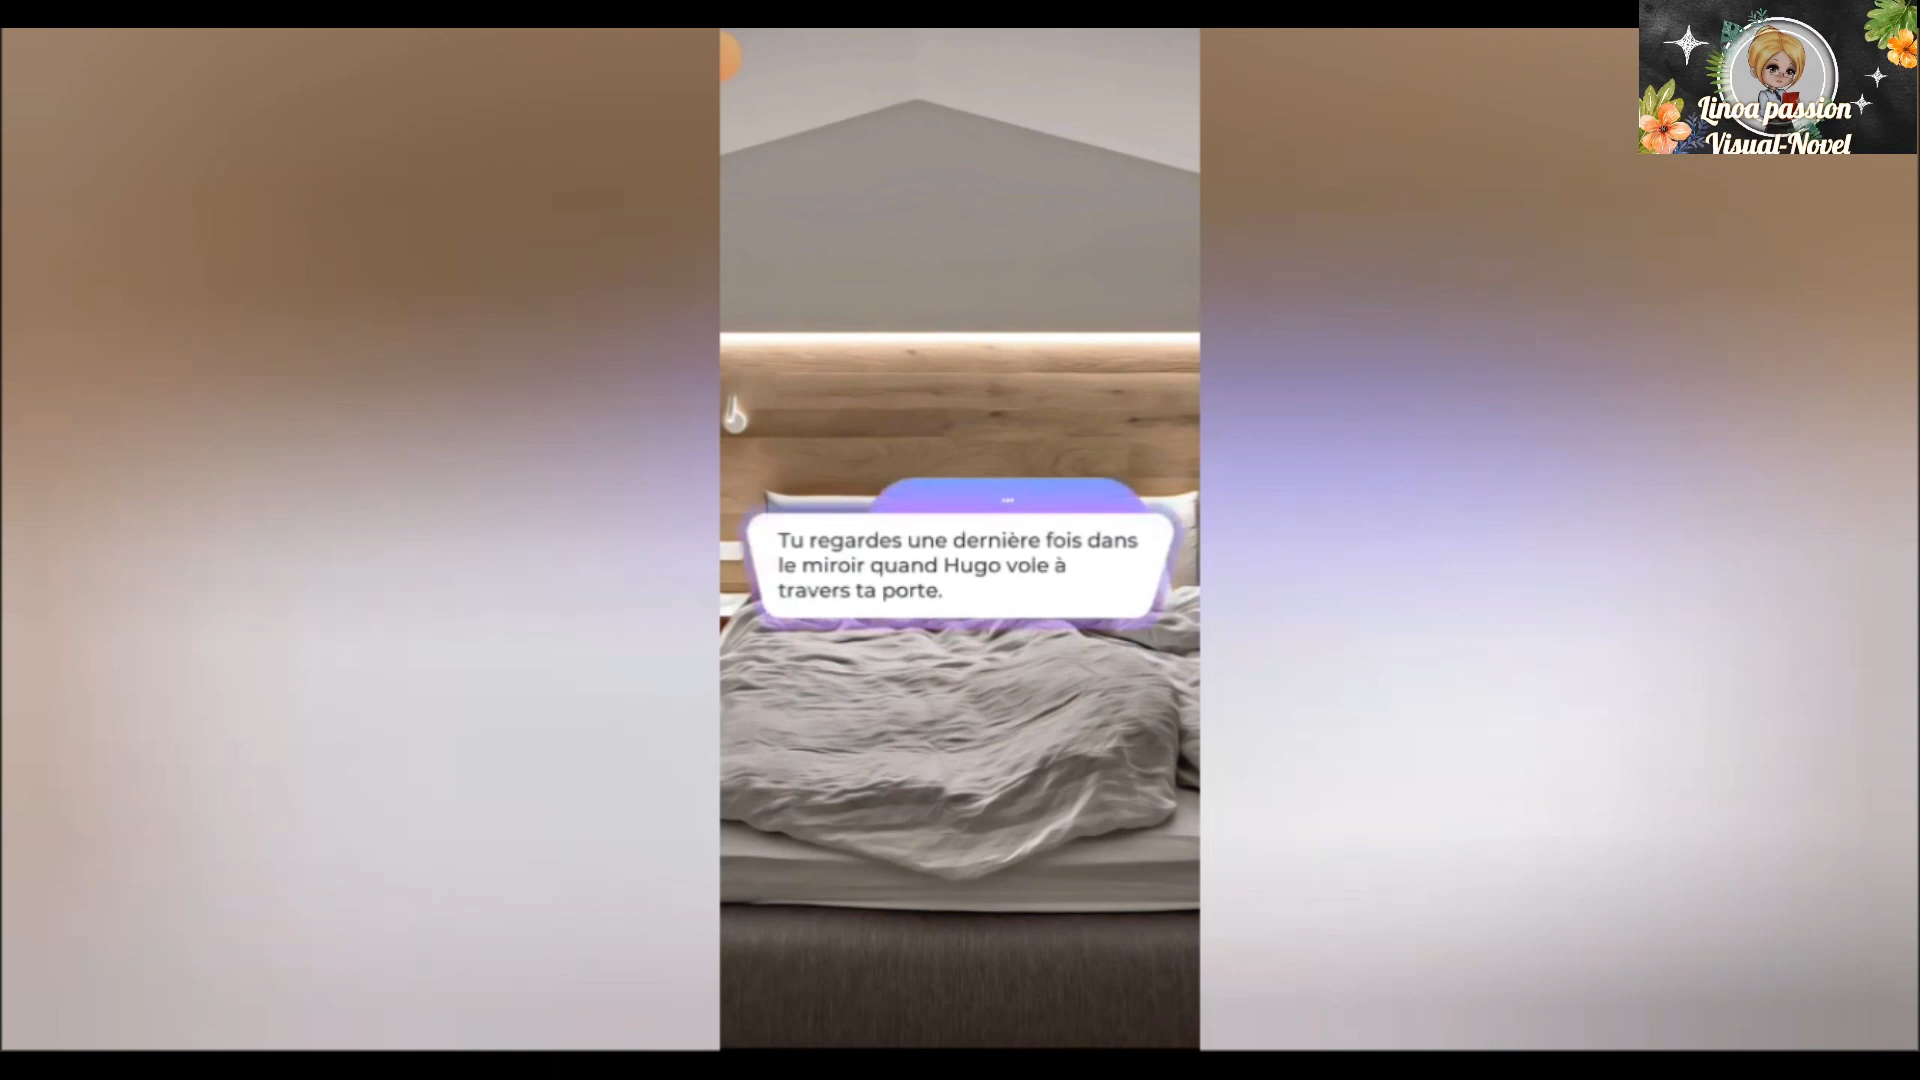 Linoa passion
Visual-Novel
...
Tu regardes une dernière fois dans
le miroir quand Hugo vole à
travers ta porte.